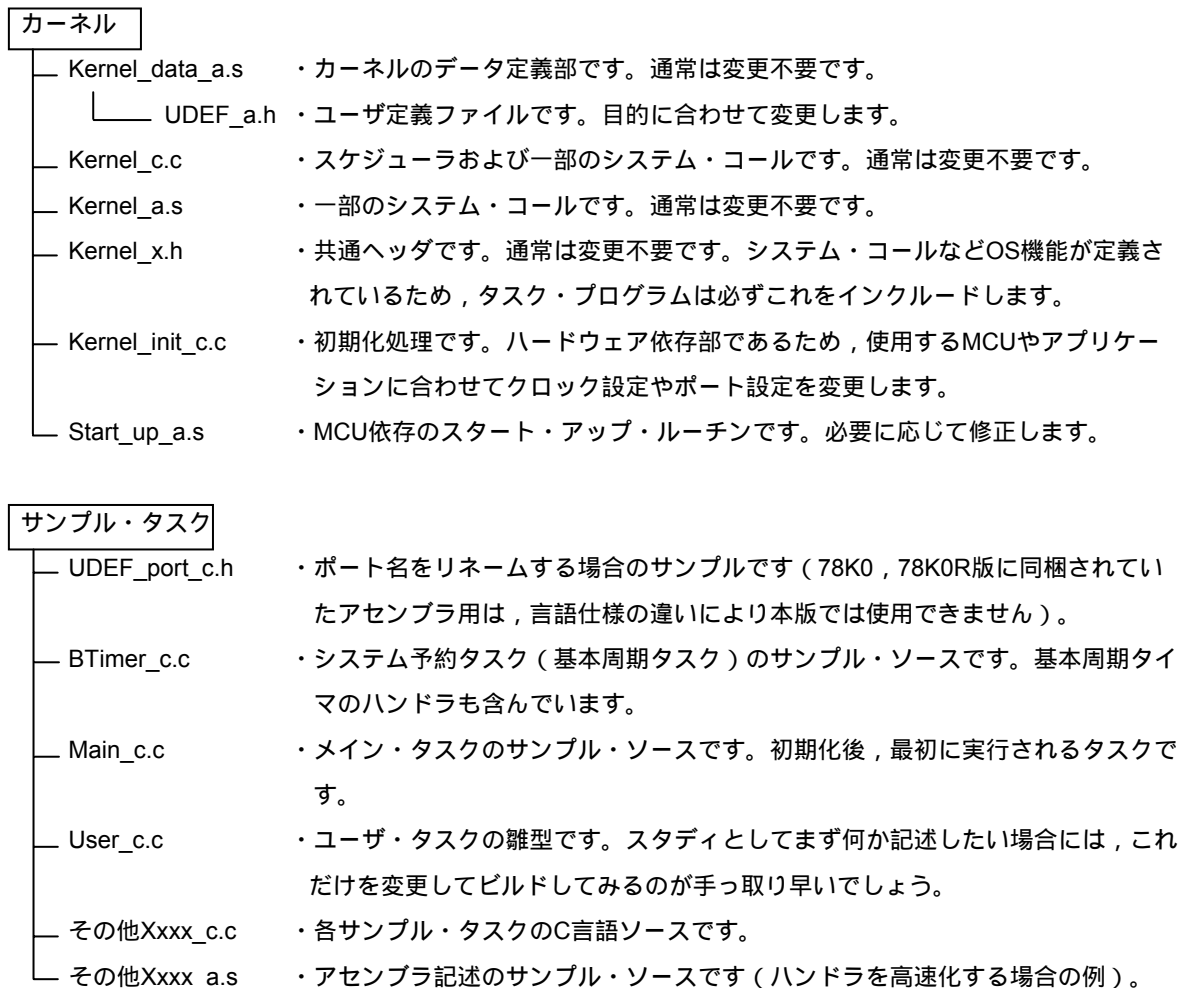 カーネル
Kernel_data_a.s ・カーネルのデータ定義部です。通常は変更不要です。
UDEF_a.h ・ユーザ定義ファイルです。目的に合わせて変更します。
Kernel_c.c ・スケジューラおよび一部のシステム・コールです。通常は変更不要です。
Kernel_a.s ・一部のシステム・コールです。通常は変更不要です。
Kernel_x.h ・共通ヘッダです。通常は変更不要です。システム・コールなどOS機能が定義さ
れているため，タスク・プログラムは必ずこれをインクルードします。
Kernel_init_c.c ・初期化処理です。ハードウェア依存部であるため，使用するMCUやアプリケー
ションに合わせてクロック設定やポート設定を変更します。
Start_up_a.s ・MCU依存のスタート・アップ・ルーチンです。必要に応じて修正します。
サンプル・タスク
UDEF_port_c.h ・ポート名をリネームする場合のサンプルです（78K0，78K0R版に同梱されてい
たアセンブラ用は，言語仕様の違いにより本版では使用できません）。
BTimer_c.c ・システム予約タスク（基本周期タスク）のサンプル・ソースです。基本周期タイ
マのハンドラも含んでいます。
Main_c.c ・メイン・タスクのサンプル・ソースです。初期化後，最初に実行されるタスクで
す。
User_c.c ・ユーザ・タスクの雛型です。スタディとしてまず何か記述したい場合には，これ
だけを変更してビルドしてみるのが手っ取り早いでしょう。
その他Xxxx_c.c ・各サンプル・タスクのC言語ソースです。
その他Xxxx_a.s ・アセンブラ記述のサンプル・ソースです（ハンドラを高速化する場合の例）。